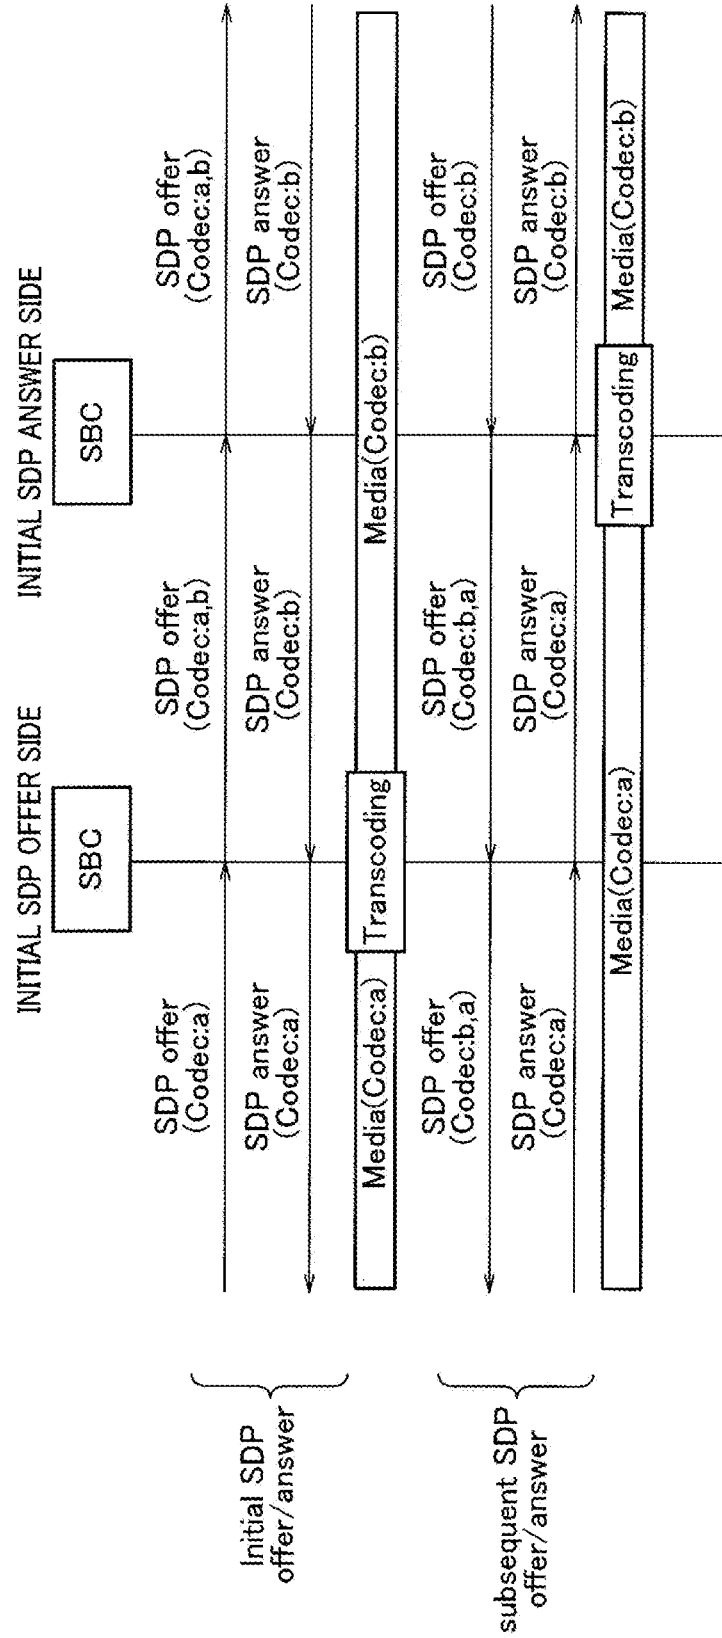 INITIAL SDP OFFER SIDE
INITIAL SDP ANSWER SIDE
SBC
SBC
Initial SDP
offer/answer
SDP offer
(Codec:a)
SDP offer
(Codec:a,b)
SDP offer
(Codec:a,b)
SDP answer
(Codec:a)
SDP answer
(Codec:b)
SDP answer
(Codec:b)
Media(Codec:a)
Transcoding
Media(Codec:b)
subsequent SDP
offer/answer
SDP offer
(Codec:b,a)
SDP offer
(Codec:b,a)
SDP offer
(Codec:b)
SDP answer
(Codec:a)
SDP answer
(Codec:a)
SDP answer
(Codec:b)
Media(Codec:a)
Transcoding
Media(Codec:b)